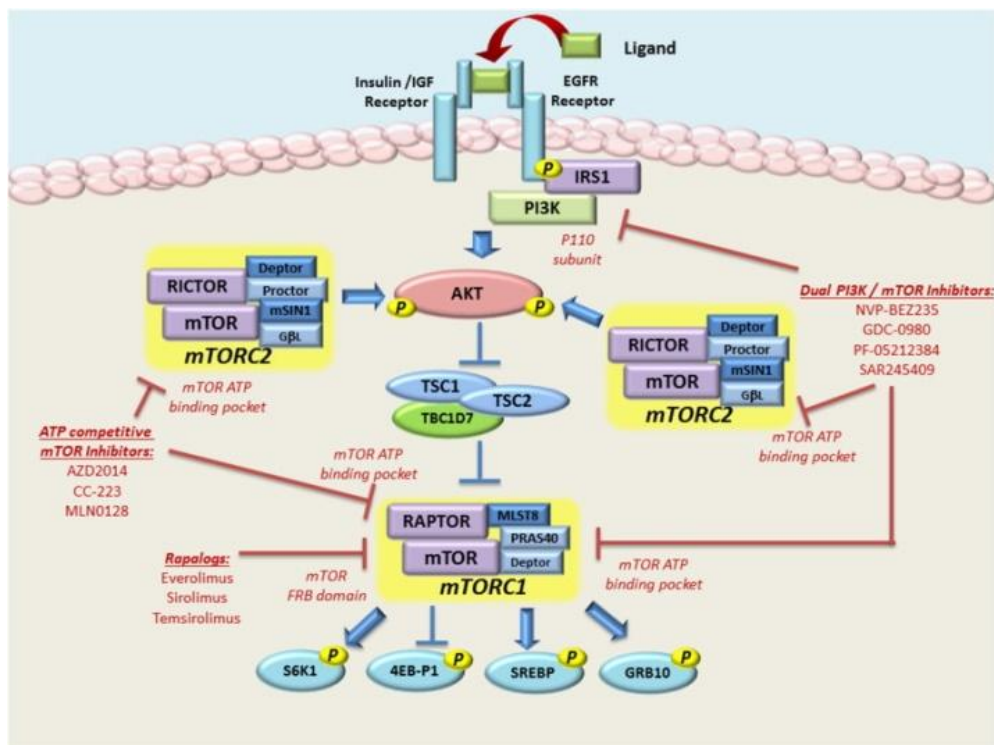 Ligand
Insulin /IGF
Receptor
EGFR
Receptor
P
IRS1
PI3K
P110
subunit
RICTOR
Deptor
Proctor
mTOR
mSIN1
GβL
mTORC2
P
AKT
P
Dual PI3K / mTOR Inhibitors:
NVP-BEZ235
GDC-0980
PF-05212384
SAR245409
RICTOR
Deptor
Proctor
mTOR
mSIN1
GβL
mTORC2
mTOR ATP
binding pocket
TSC1
TSC2
TBC1D7
mTOR ATP
binding pocket
ATP competitive
mTOR Inhibitors:
AZD2014
CC-223
MLN0128
mTOR ATP
binding pocket
RAPTOR
MLST8
PRAS40
mTOR
Deptor
mTORC1
Rapalogs:
Everolimus
Sirolimus
Temsirolimus
mTOR
FRB domain
mTOR ATP
binding pocket
S6K1
P
4EB-P1
P
SREBP
P
GRB10
P